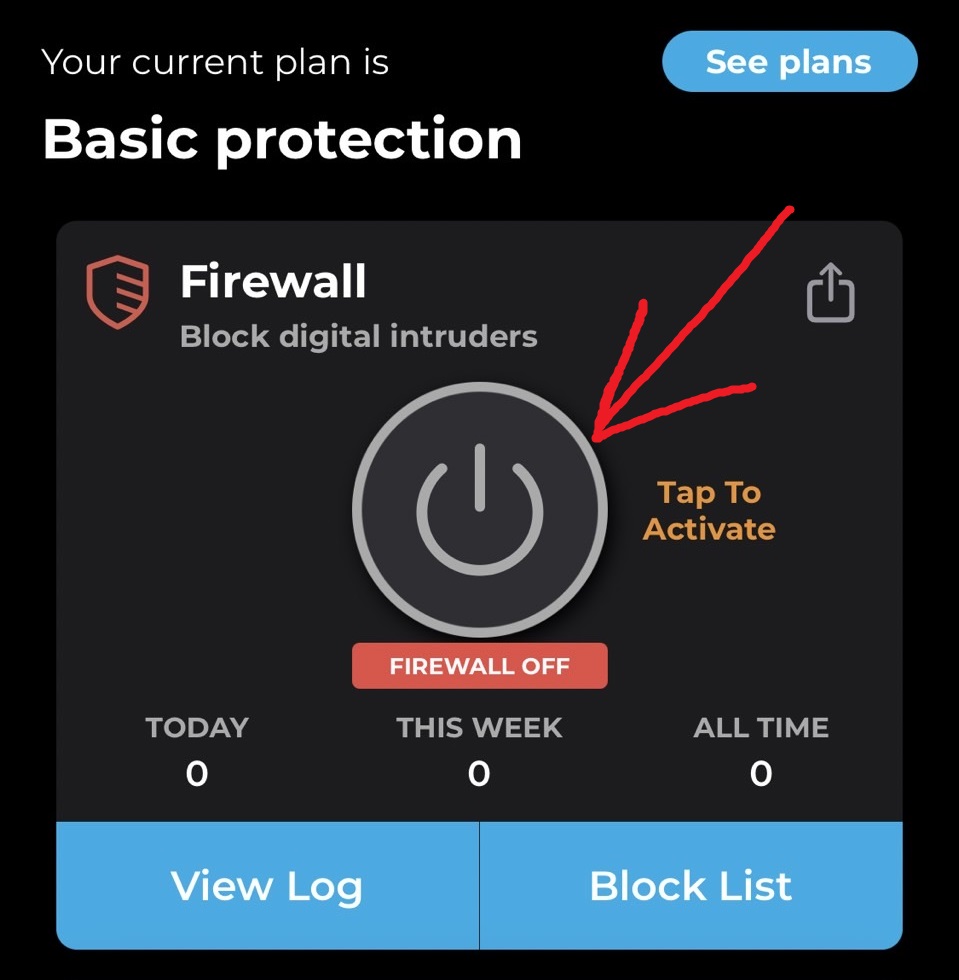 Your current plan is
See plans
Basic protection
Firewall
Block digital intruders
Tap To
Activate
FIREWALL OFF
TODAY
THIS WEEK
ALL TIME
0
0
0
View Log
Block List